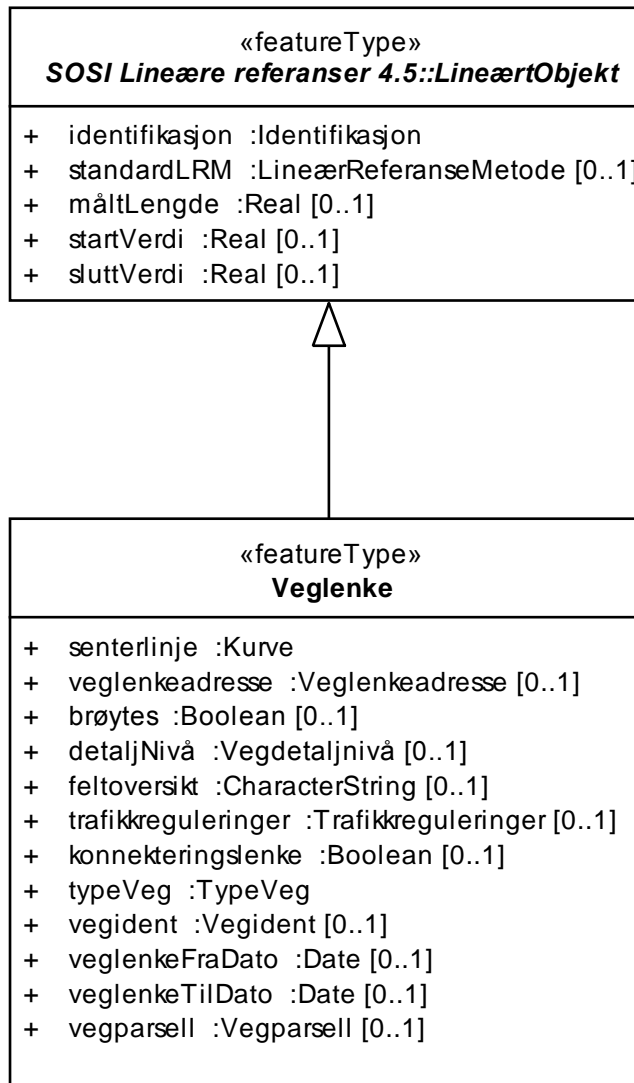 «featureType»
SOSI Lineære referanser 4.5::LineærtObjekt
+ identifikasjon :Identifikasjon
+ standardLRM :LineærReferanseMetode [0..1]
+ måltLengde :Real [0..1]
+ startVerdi :Real [0..1]
+ sluttVerdi :Real [0..1]
«featureType»
Veglenke
+ senterlinje :Kurve
+ veglenkeadresse :Veglenkeadresse [0..1]
+ brøytes :Boolean [0..1]
+ detaljNivå :Vegdetaljnivå [0..1]
+ feltoversikt :CharacterString [0..1]
+ trafikkreguleringer :Trafikkreguleringer [0..1]
+ konnekteringslenke :Boolean [0..1]
+ typeVeg :TypeVeg
+ vegident :Vegident [0..1]
+ veglenkeFraDato :Date [0..1]
+ veglenkeTilDato :Date [0..1]
+ vegparsell :Vegparsell [0..1]